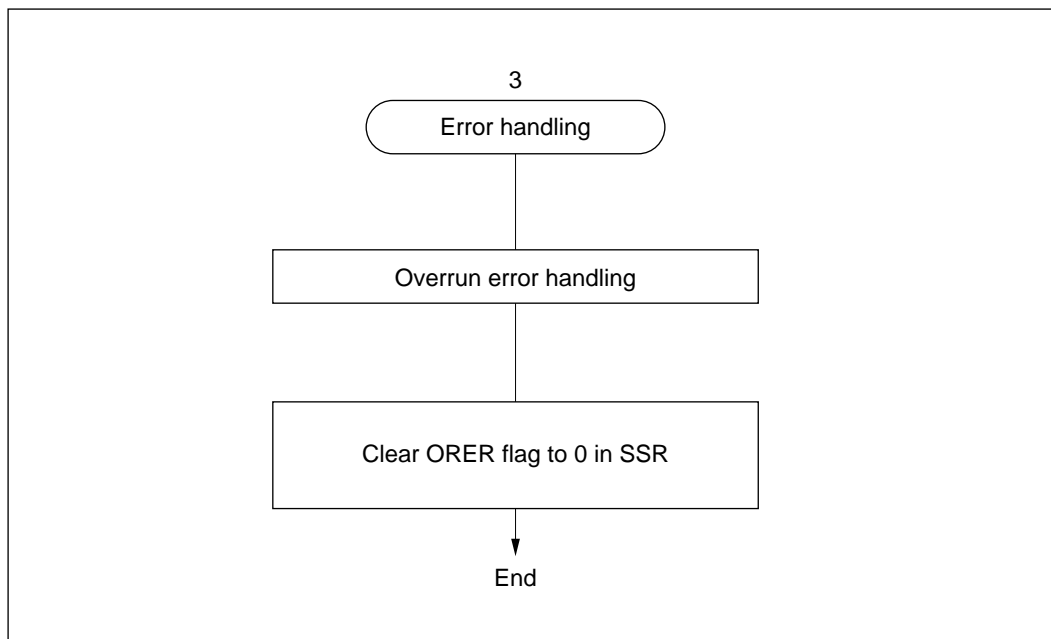 3
Error handling
Overrun error handling
Clear ORER flag to 0 in SSR
End